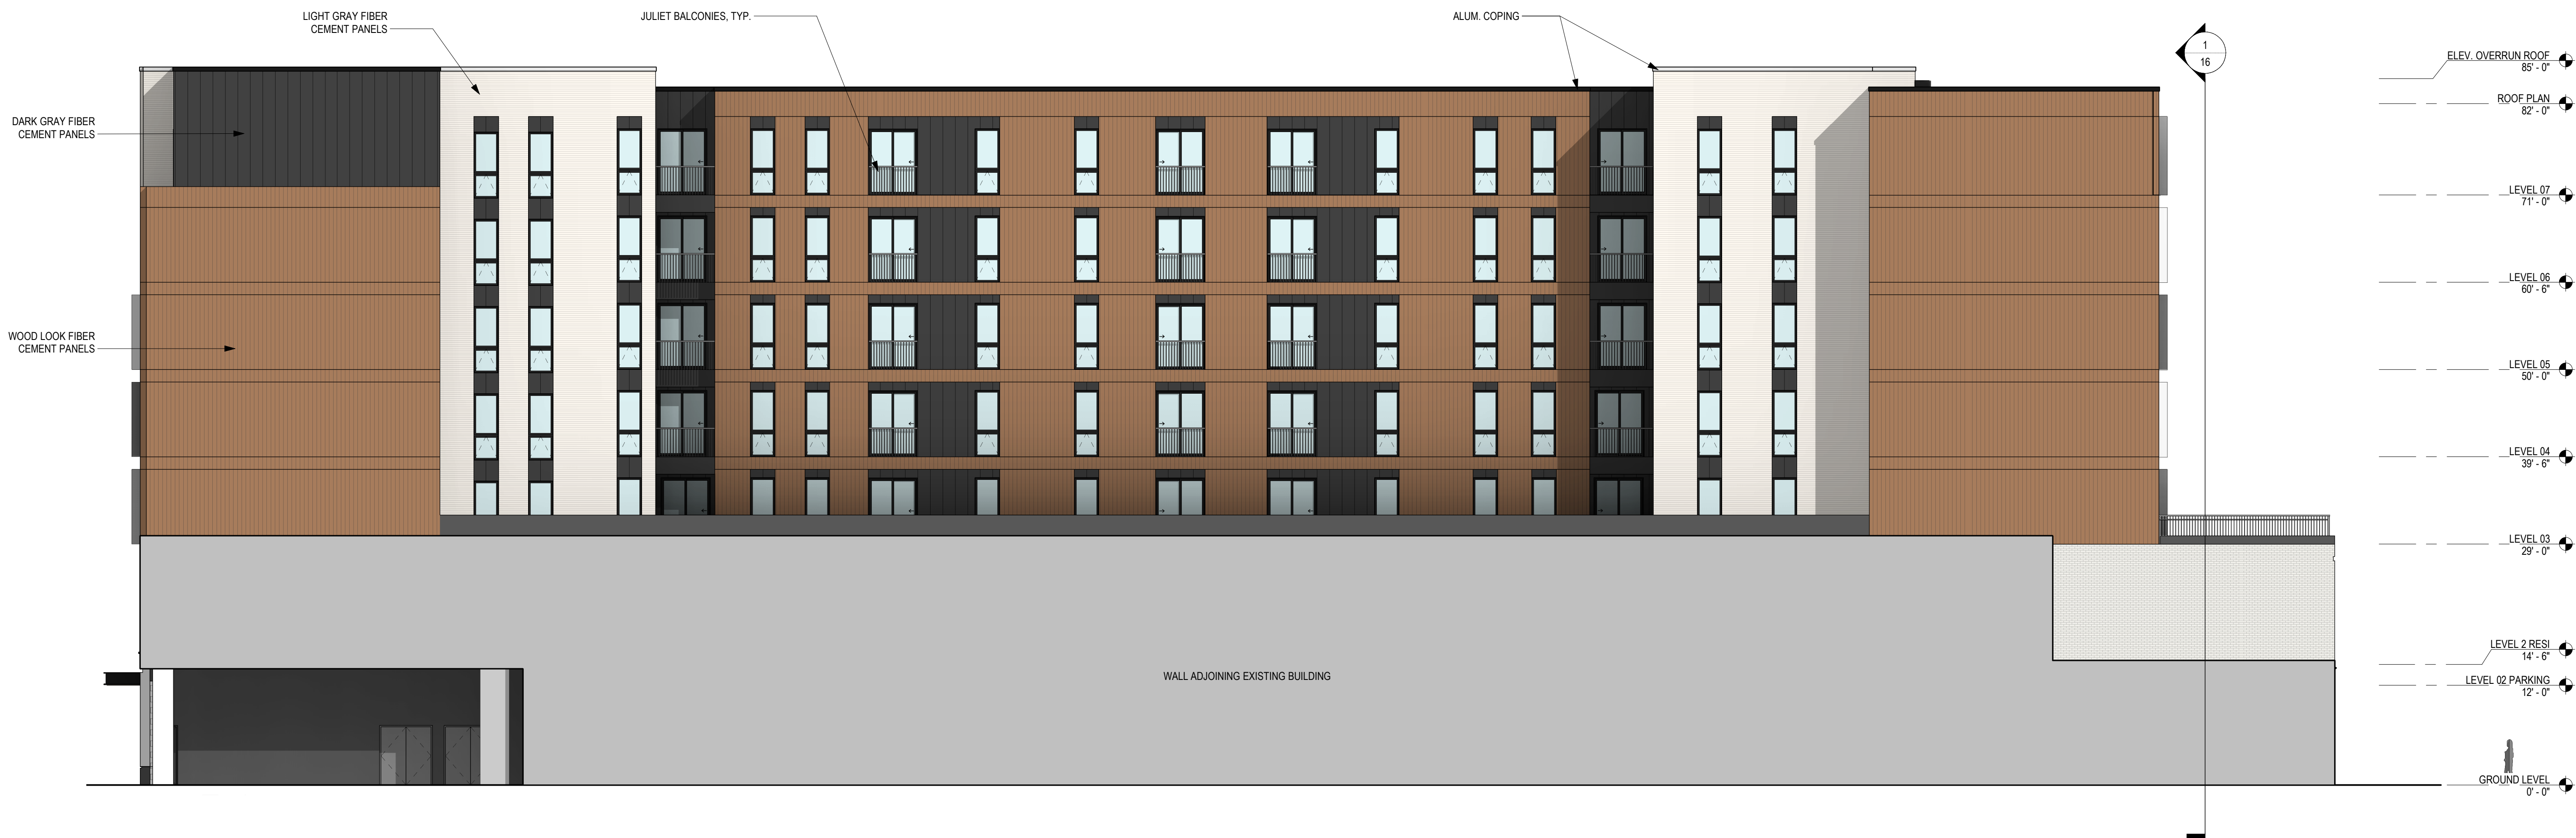 LIGHT GRAY FIBER
CEMENT PANELS
JULIET BALCONIES, TYP.
ALUM. COPING
1
16
ELEV. OVERRUN ROOF
85' - 0"
ROOF PLAN
82' - 0"
DARK GRAY FIBER
CEMENT PANELS
LEVEL 07
71' - 0"
LEVEL 06
60' - 6"
WOOD LOOK FIBER
CEMENT PANELS
LEVEL 05
50' - 0"
LEVEL 04
39' - 6"
LEVEL 03
29' - 0"
LEVEL 2 RESI
14' - 6"
WALL ADJOINING EXISTING BUILDING
LEVEL 02 PARKING
12' - 0"
GROUND LEVEL
0' - 0"